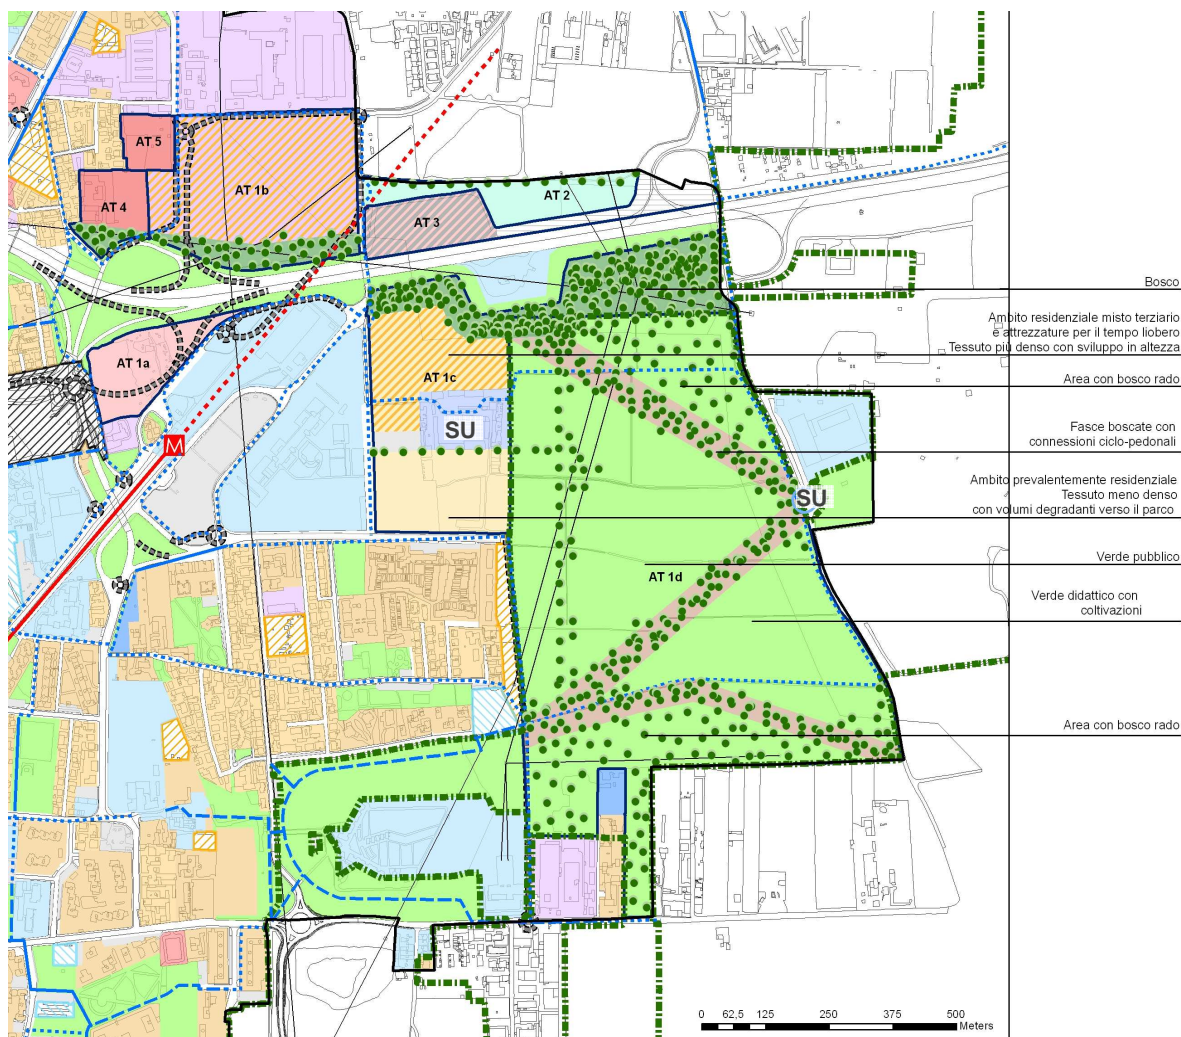 AT 5
AT 1b
AT 4
AT 2
AT 3
Bosco
Ambito residenziale misto terziario
e attrezzature per il tempo liobero
Tessuto più denso con sviluppo in altezza
AT 1a
AT 1c
Area con bosco rado
SU
M
Fasce boscate con
connessioni ciclo-pedonali
Ambito prevalentemente residenziale
Tessuto meno denso
con volumi degradanti verso il parco
SU
Verde pubblico
AT 1d
Verde didattico con
coltivazioni
Area con bosco rado
0 62,5 125 250 375 500
Meters